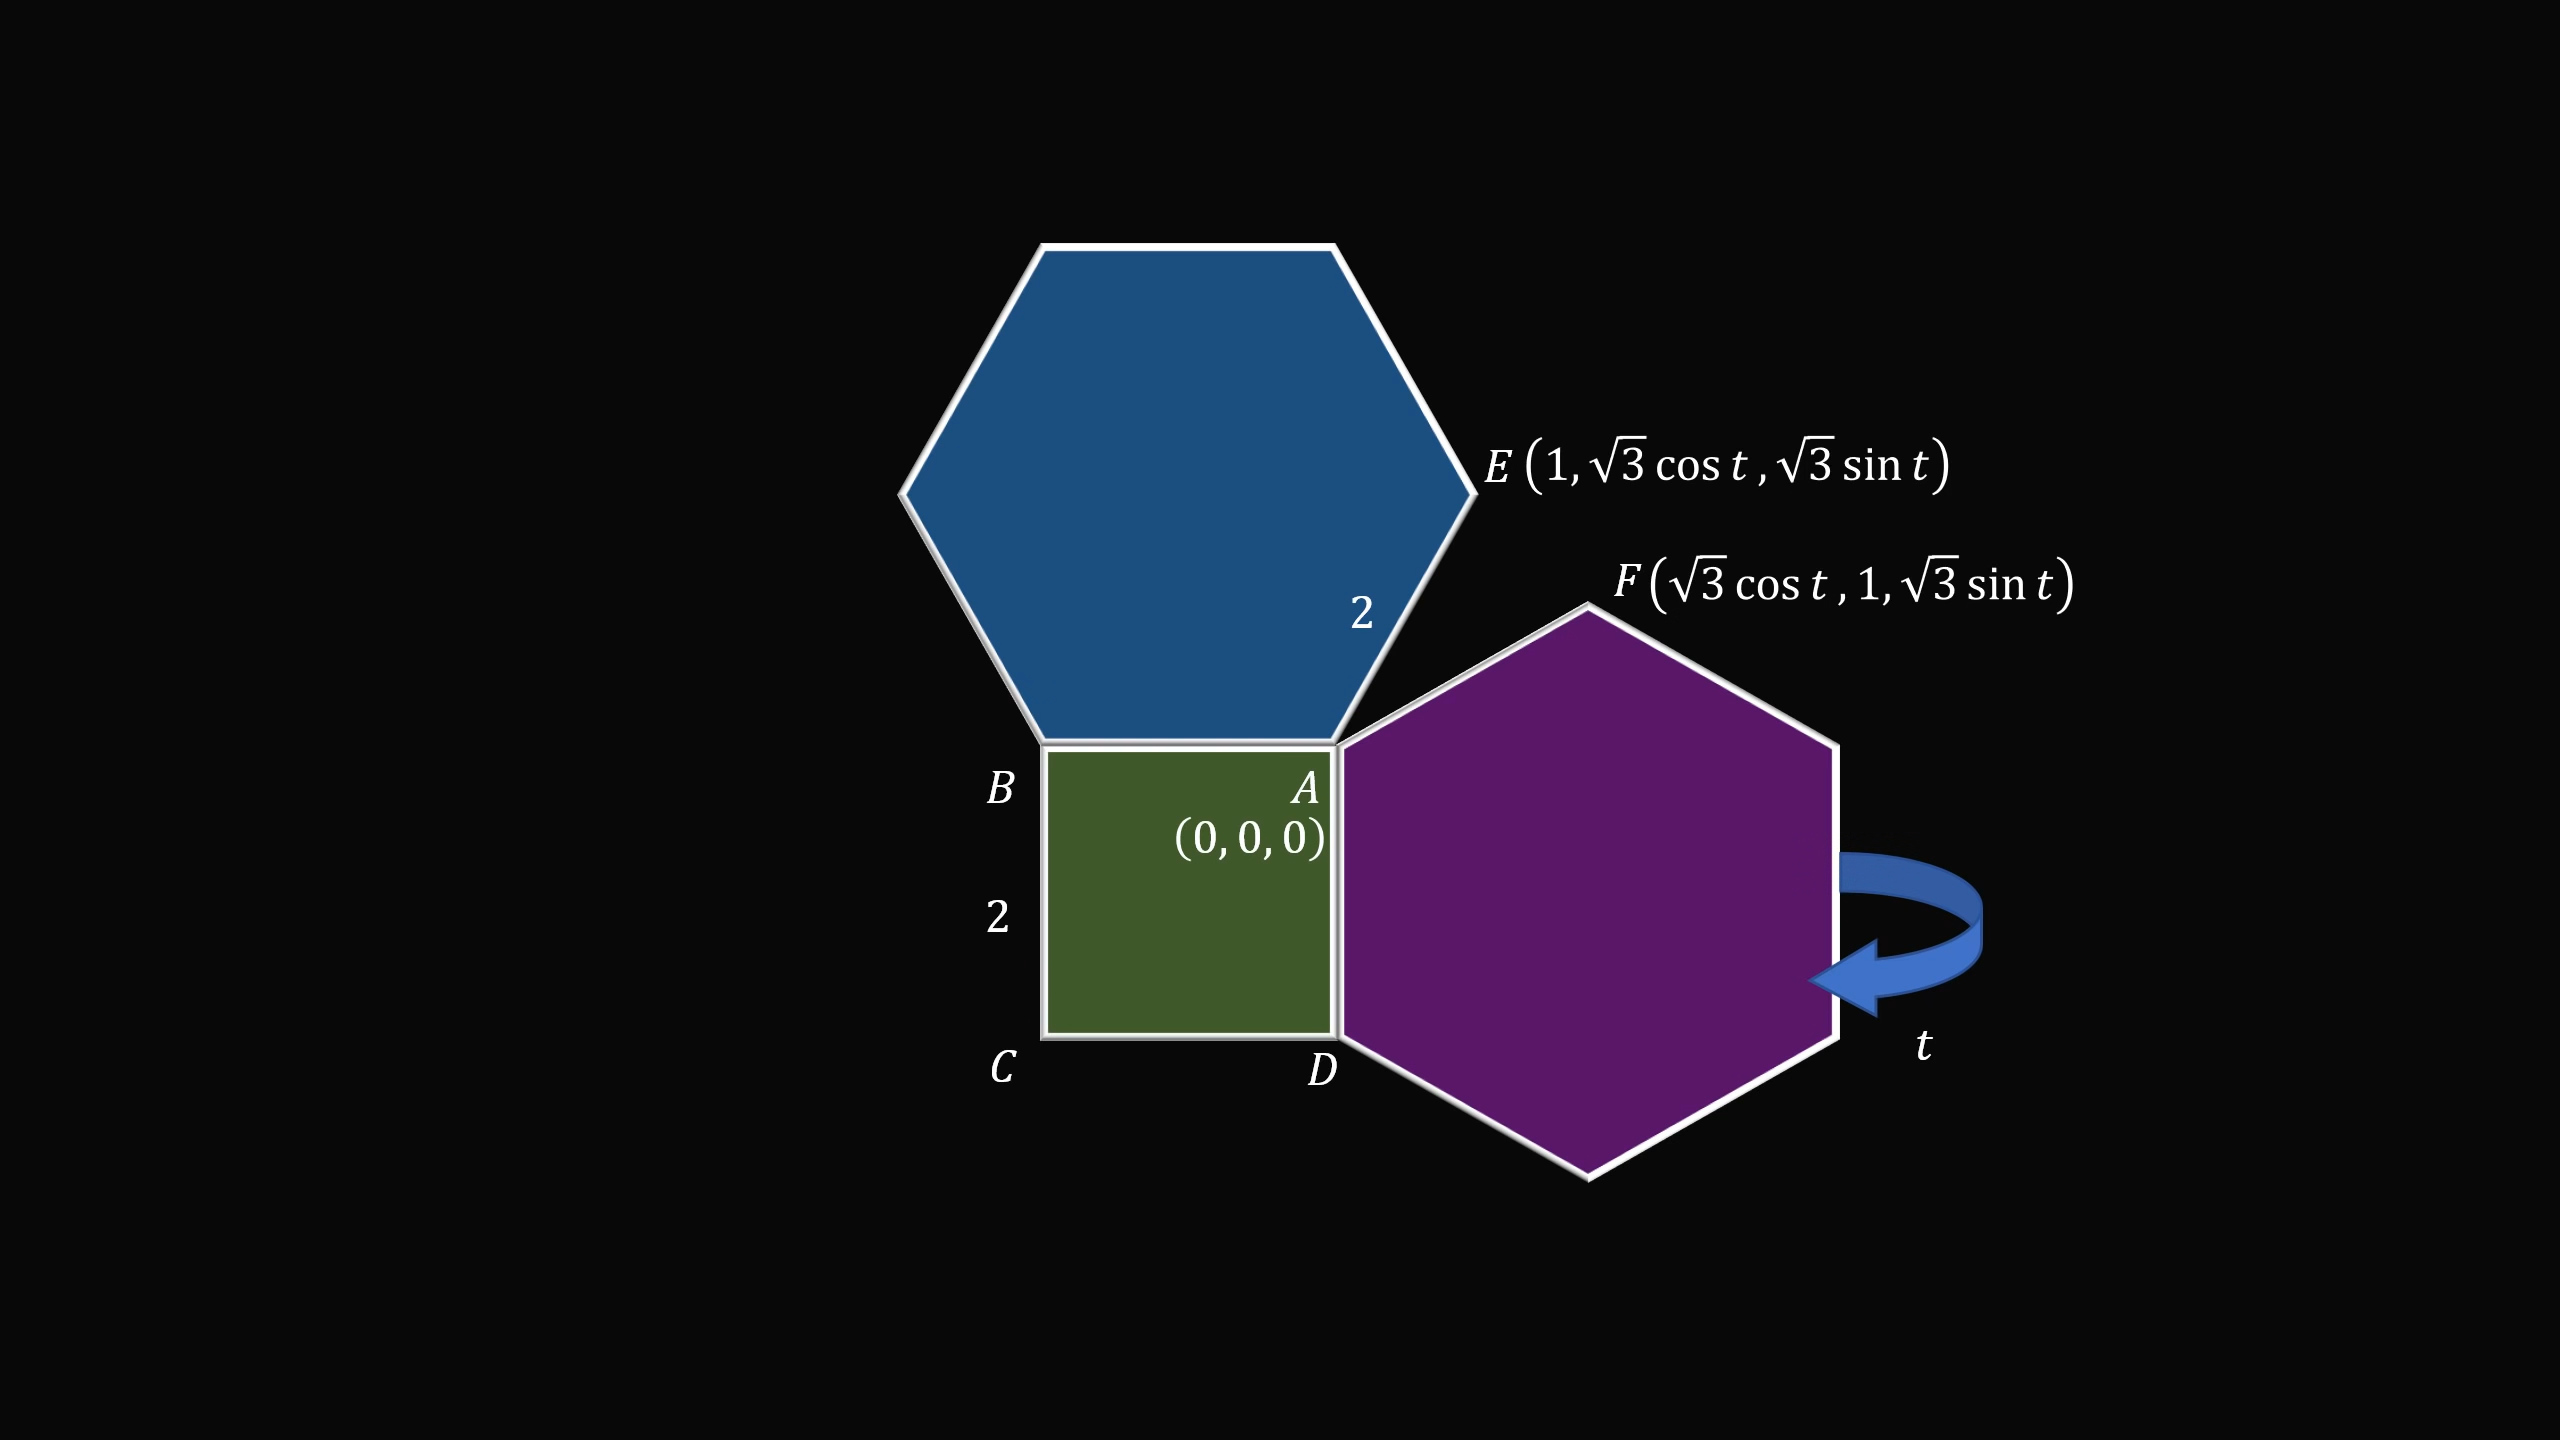 E (1, √3 cos t , √3 sin t)
F (√3 cos t , 1, √3 sin t)
2
B
A
(0, 0, 0)
2
C
D
t